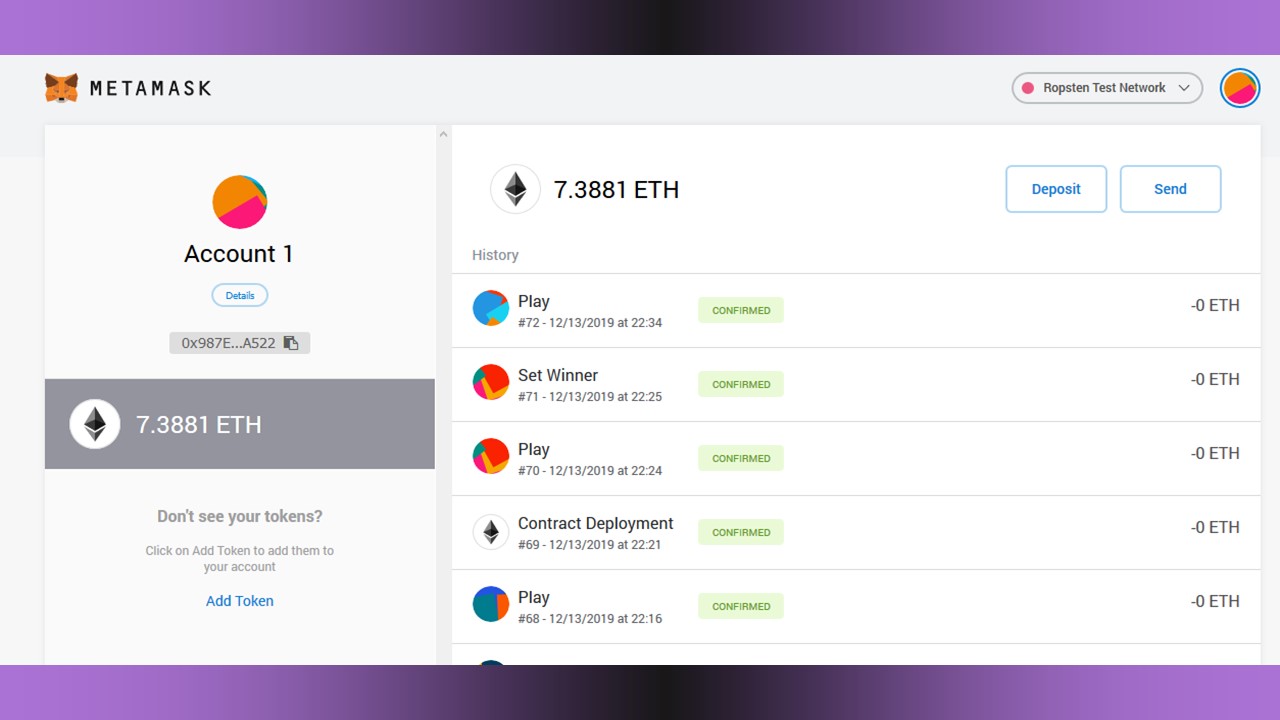 METAMASK
Ropsten Test Network
Account 1
Details
0x987E...A522
7.3881 ETH
Don't see your tokens?
Click on Add Token to add them to
your account
Add Token
7.3881 ETH
Deposit
Send
History
Play
#72 - 12/13/2019 at 22:34
CONFIRMED
-0 ETH
Set Winner
#71 - 12/13/2019 at 22:25
CONFIRMED
-0 ETH
Play
#70 - 12/13/2019 at 22:24
CONFIRMED
-0 ETH
Contract Deployment
#69 - 12/13/2019 at 22:21
CONFIRMED
-0 ETH
Play
#68 - 12/13/2019 at 22:16
CONFIRMED
-0 ETH